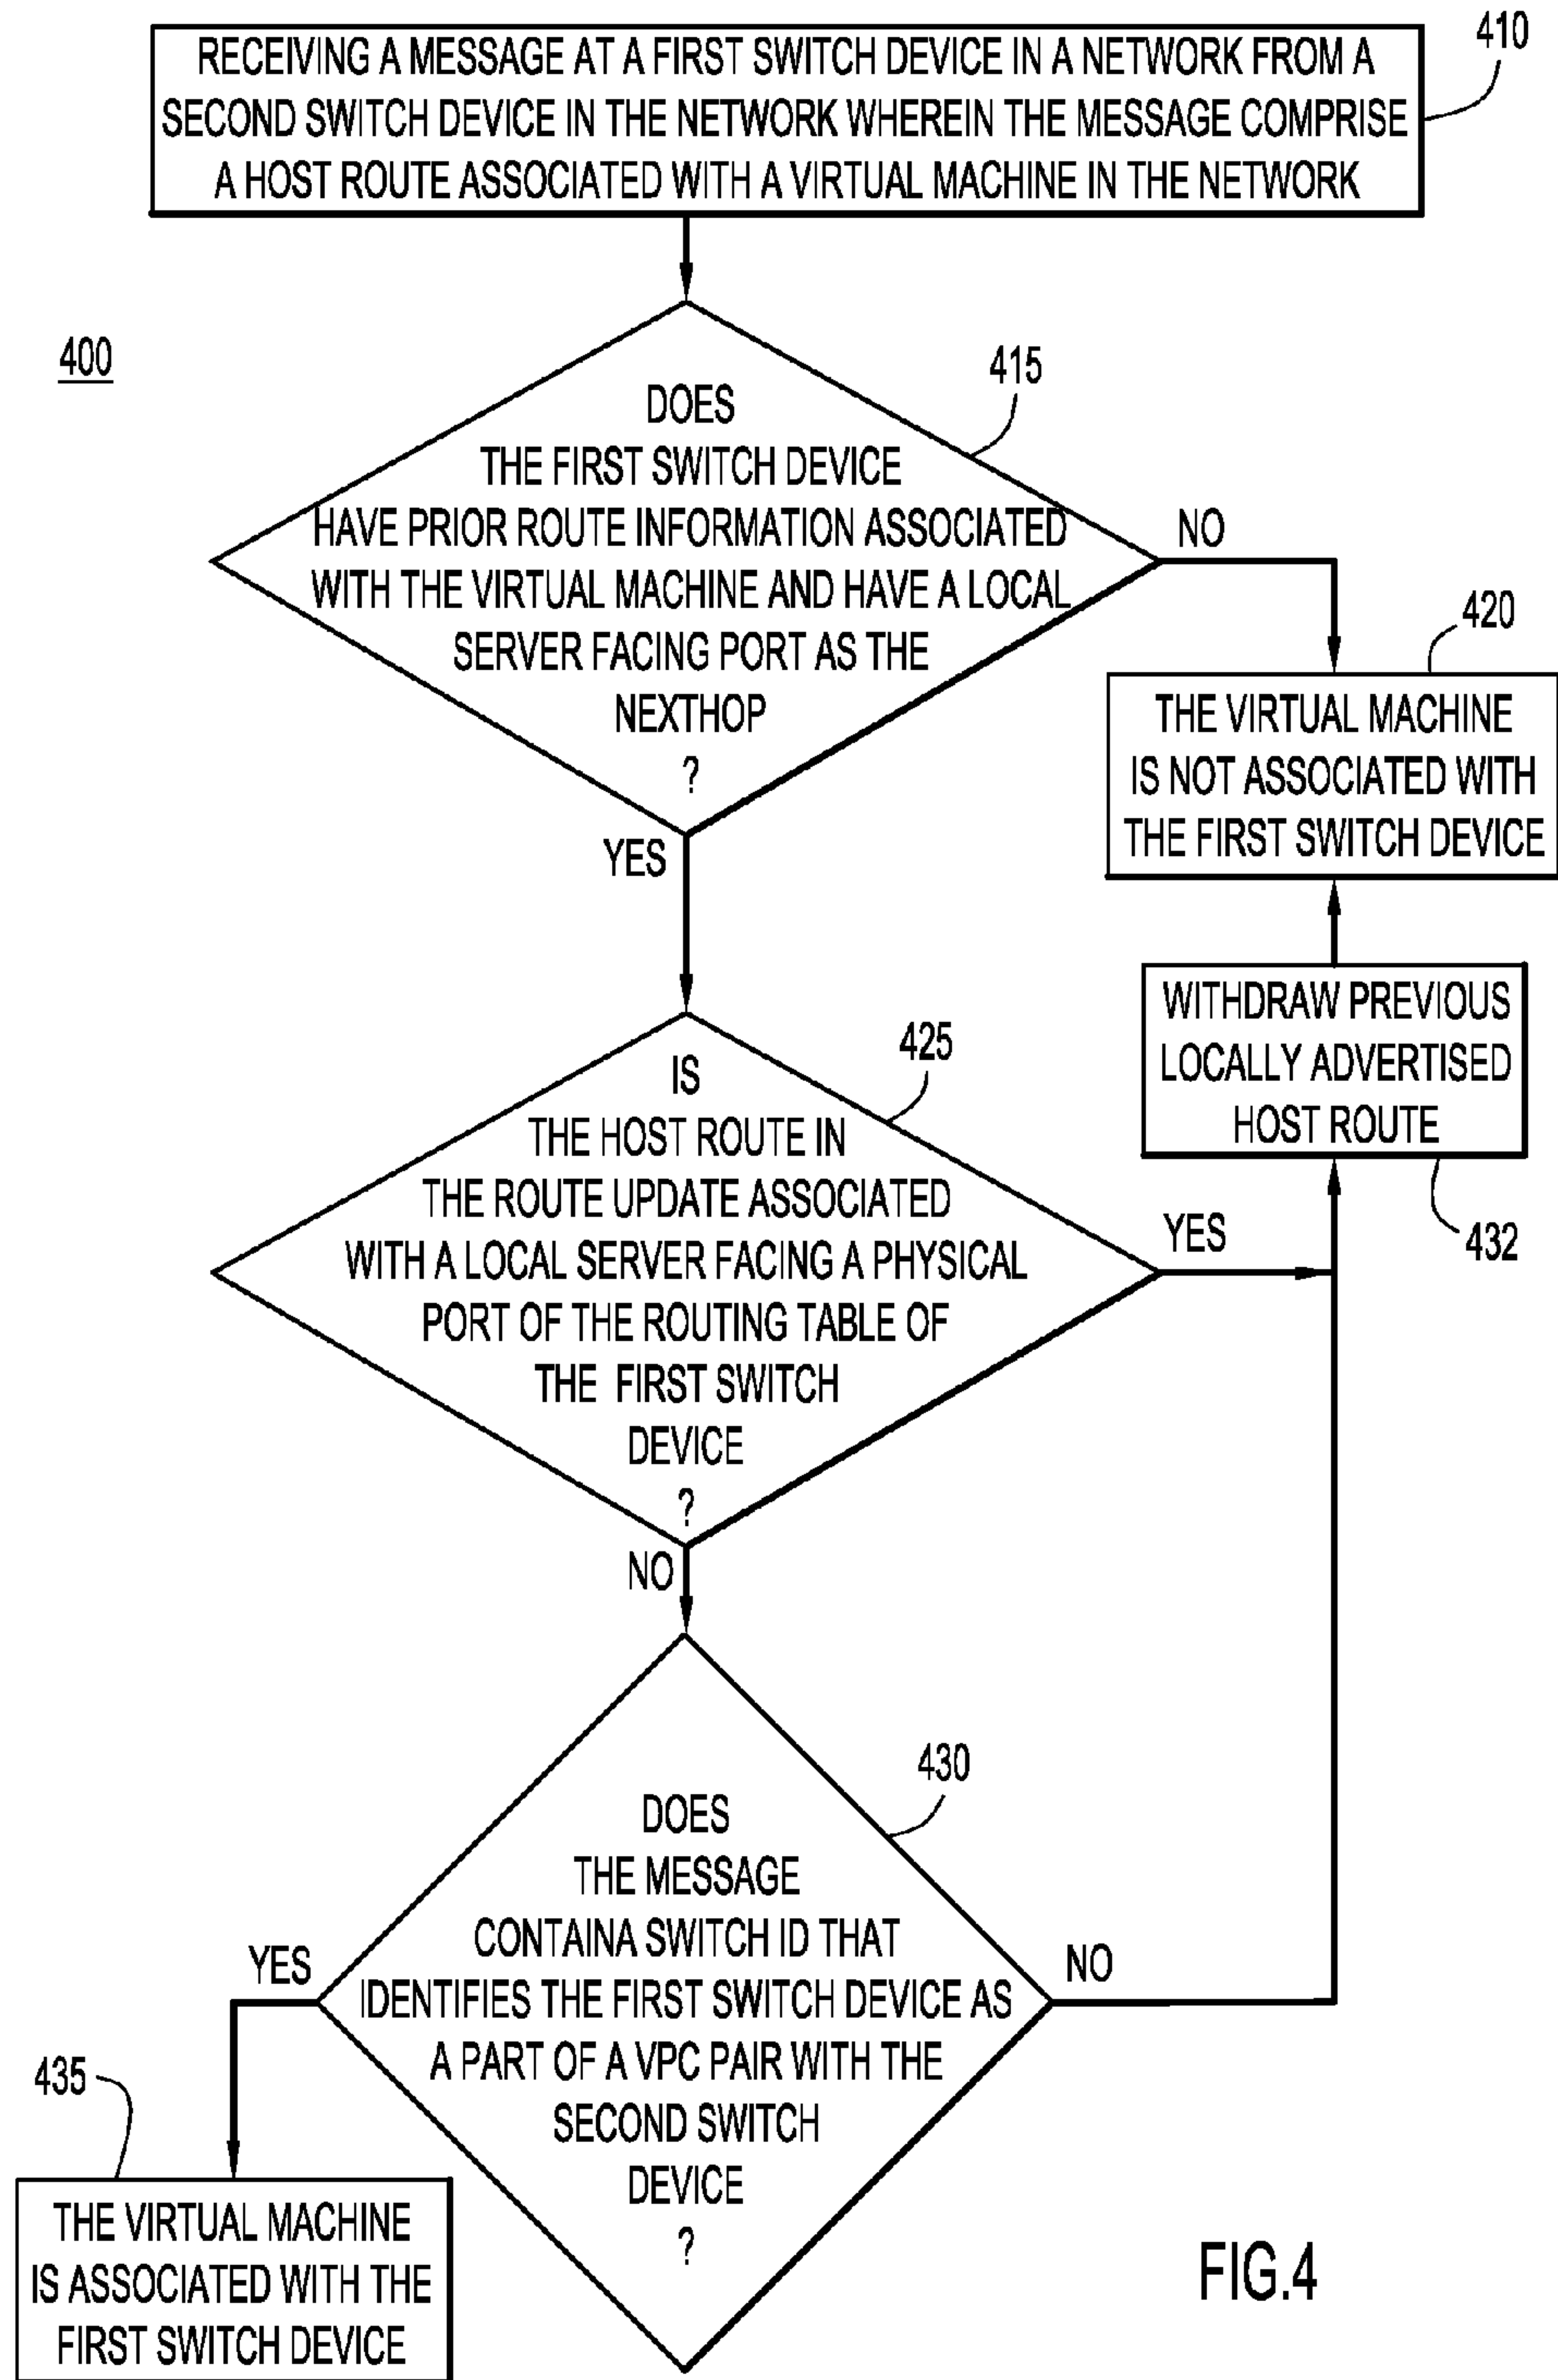 410
RECEIVING A MESSAGE AT A FIRST SWITCH DEVICE IN A NETWORK FROM A
SECOND SWITCH DEVICE IN THE NETWORK WHEREIN THE MESSAGE COMPRISE
A HOST ROUTE ASSOCIATED WITH A VIRTUAL MACHINE IN THE NETWORK
400
415
DOES
THE FIRST SWITCH DEVICE
HAVE PRIOR ROUTE INFORMATION ASSOCIATED
WITH THE VIRTUAL MACHINE AND HAVE A LOCAL
SERVER FACING PORT AS THE
NEXTHOP
?
NO
YES
420
THE VIRTUAL MACHINE
IS NOT ASSOCIATED WITH
THE FIRST SWITCH DEVICE
WITHDRAW PREVIOUS
LOCALLY ADVERTISED
HOST ROUTE
432
425
IS
THE HOST ROUTE IN
THE ROUTE UPDATE ASSOCIATED
WITH A LOCAL SERVER FACING A PHYSICAL
PORT OF THE ROUTING TABLE OF
THE FIRST SWITCH
DEVICE
?
YES
NO
430
DOES
THE MESSAGE
CONTAINA SWITCH ID THAT
IDENTIFIES THE FIRST SWITCH DEVICE AS
A PART OF A VPC PAIR WITH THE
SECOND SWITCH
DEVICE
?
YES
NO
435
THE VIRTUAL MACHINE
IS ASSOCIATED WITH THE
FIRST SWITCH DEVICE
FIG.4